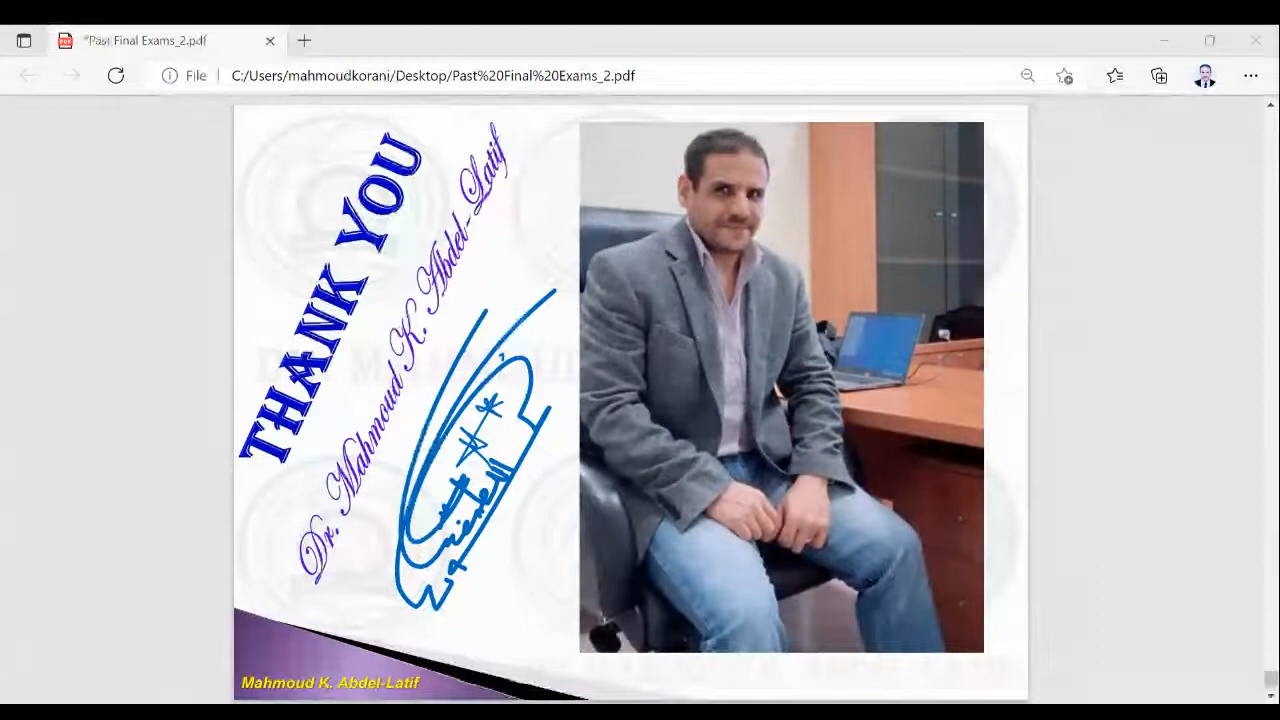 *Past Final Exams_2.pdf
File
C:/Users/mahmoudkorani/Desktop/Past%20Final%20Exams_2.pdf
THANK YOU
Dr. Mahmoud K. Abdel-Latif
Mahmoud K. Abdel-Latif